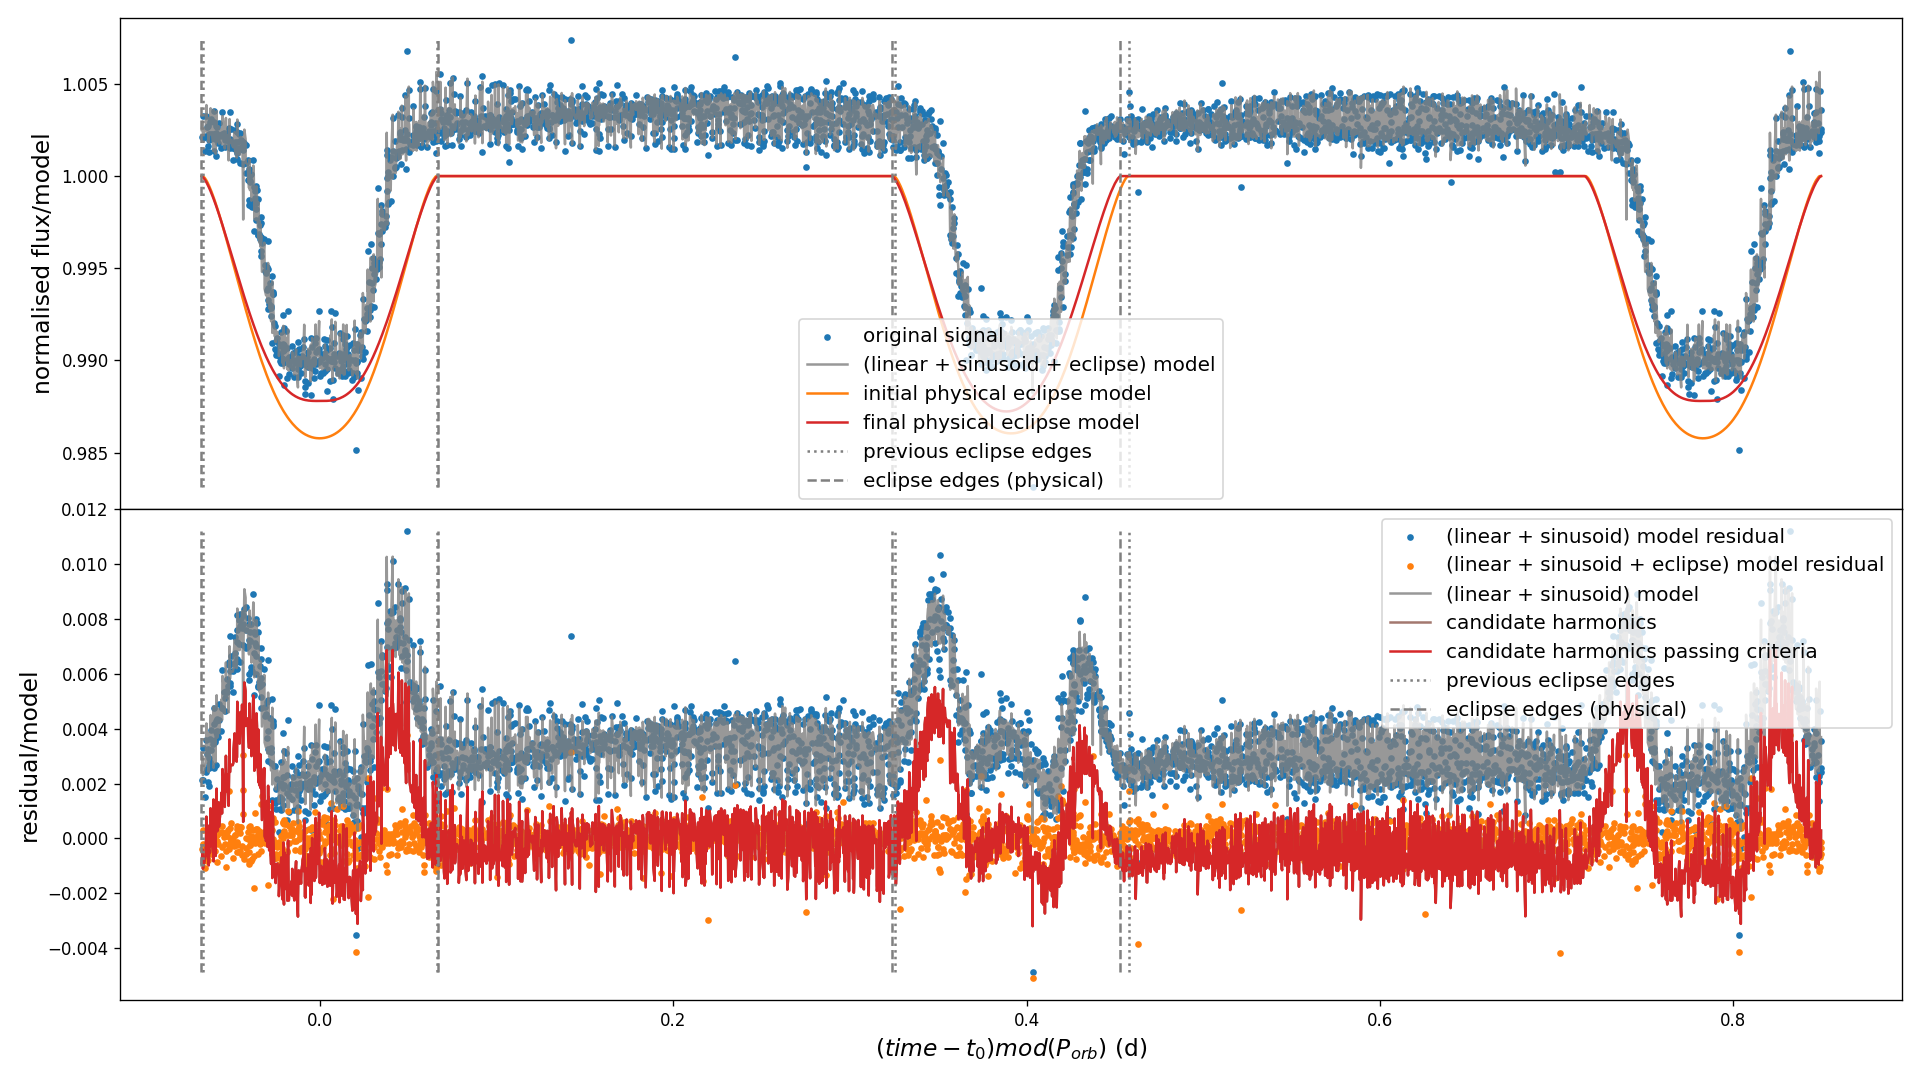 normalised flux/model
1.005
1.000
0.995
0.990
0.985
original signal
(linear + sinusoid + eclipse) model
initial physical eclipse model
final physical eclipse model
previous eclipse edges
eclipse edges (physical)
residual/model
0.012
0.010
0.008
0.006
0.004
0.002
0.000
−0.002
−0.004
(linear + sinusoid) model residual
(linear + sinusoid + eclipse) model residual
(linear + sinusoid) model
candidate harmonics
candidate harmonics passing criteria
previous eclipse edges
eclipse edges (physical)
0.0 0.2 0.4 0.6 0.8
(time − t₀)mod(Pₒᵣb) (d)